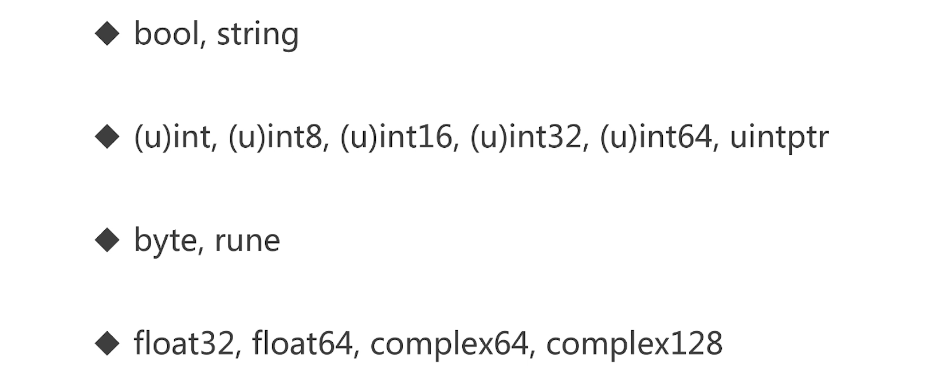 ◆ bool, string
◆ (u)int, (u)int8, (u)int16, (u)int32, (u)int64, uintptr
◆ byte, rune
◆ float32, float64, complex64, complex128